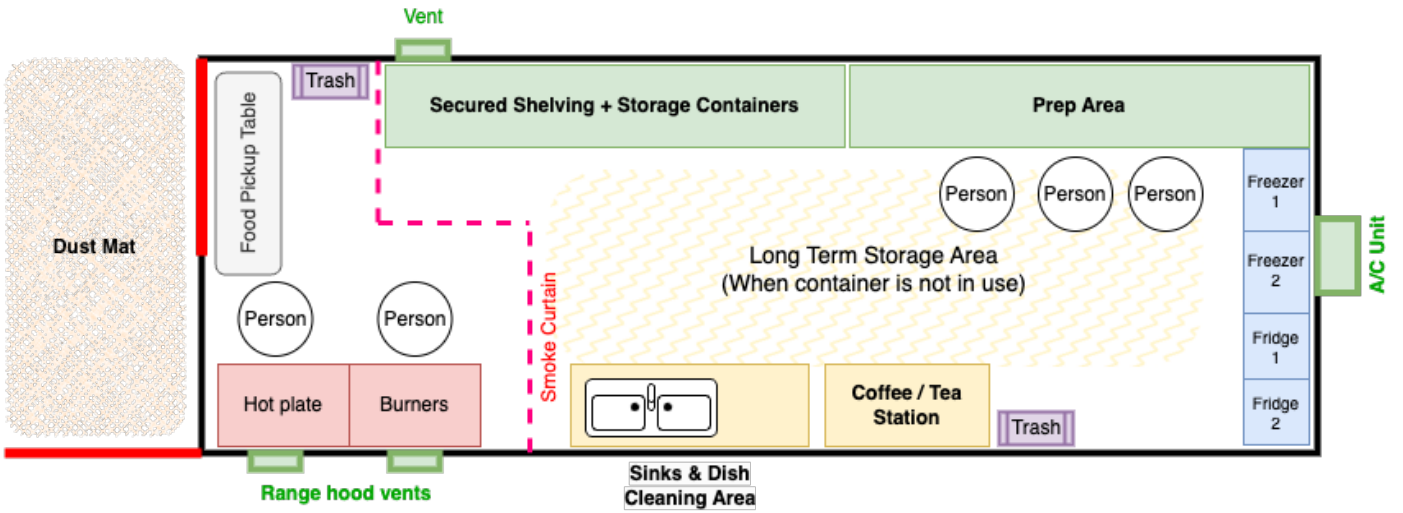 Vent
Trash
Food Pickup Table
Secured Shelving + Storage Containers
Prep Area
Dust Mat
Person
Person
Person
Freezer
1
Freezer
2
Fridge
1
Fridge
2
A/C Unit
Long Term Storage Area
(When container is not in use)
Person
Person
Smoke Curtain
Hot plate
Burners
Coffee / Tea
Station
Trash
Range hood vents
Sinks & Dish
Cleaning Area